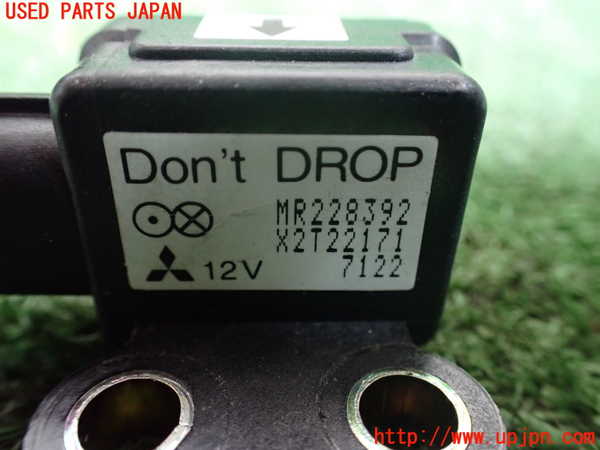 USED PARTS JAPAN
Don't DROP
MR228392
X2T22171
12V 7122
http://www.upjpn.com/